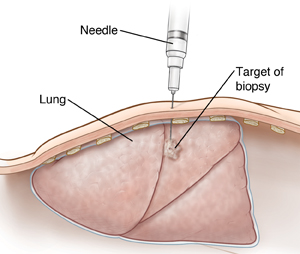 Needle
Target of
biopsy
Lung